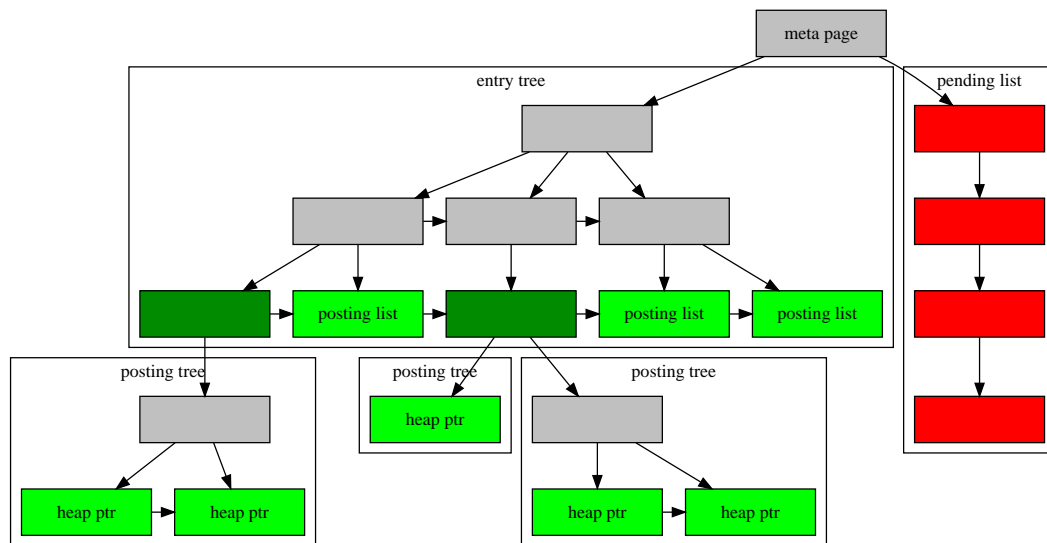 meta page
entry tree
pending list
posting list
posting list
posting list
posting tree
posting tree
posting tree
heap ptr
heap ptr
heap ptr
heap ptr
heap ptr